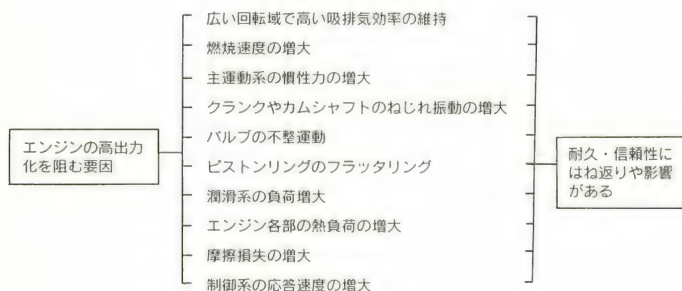 広い回転域で高い吸排気効率の維持
燃焼速度の増大
主運動系の慣性力の増大
クランクやカムシャフトのねじれ振動の増大
バルブの不整運動
ピストンリングのフラッタリング
潤滑系の負荷増大
エンジン各部の熱負荷の増大
摩擦損失の増大
制御系の応答速度の増大
エンジンの高出力
化を阻む要因
耐久・信頼性に
はね返りや影響
がある